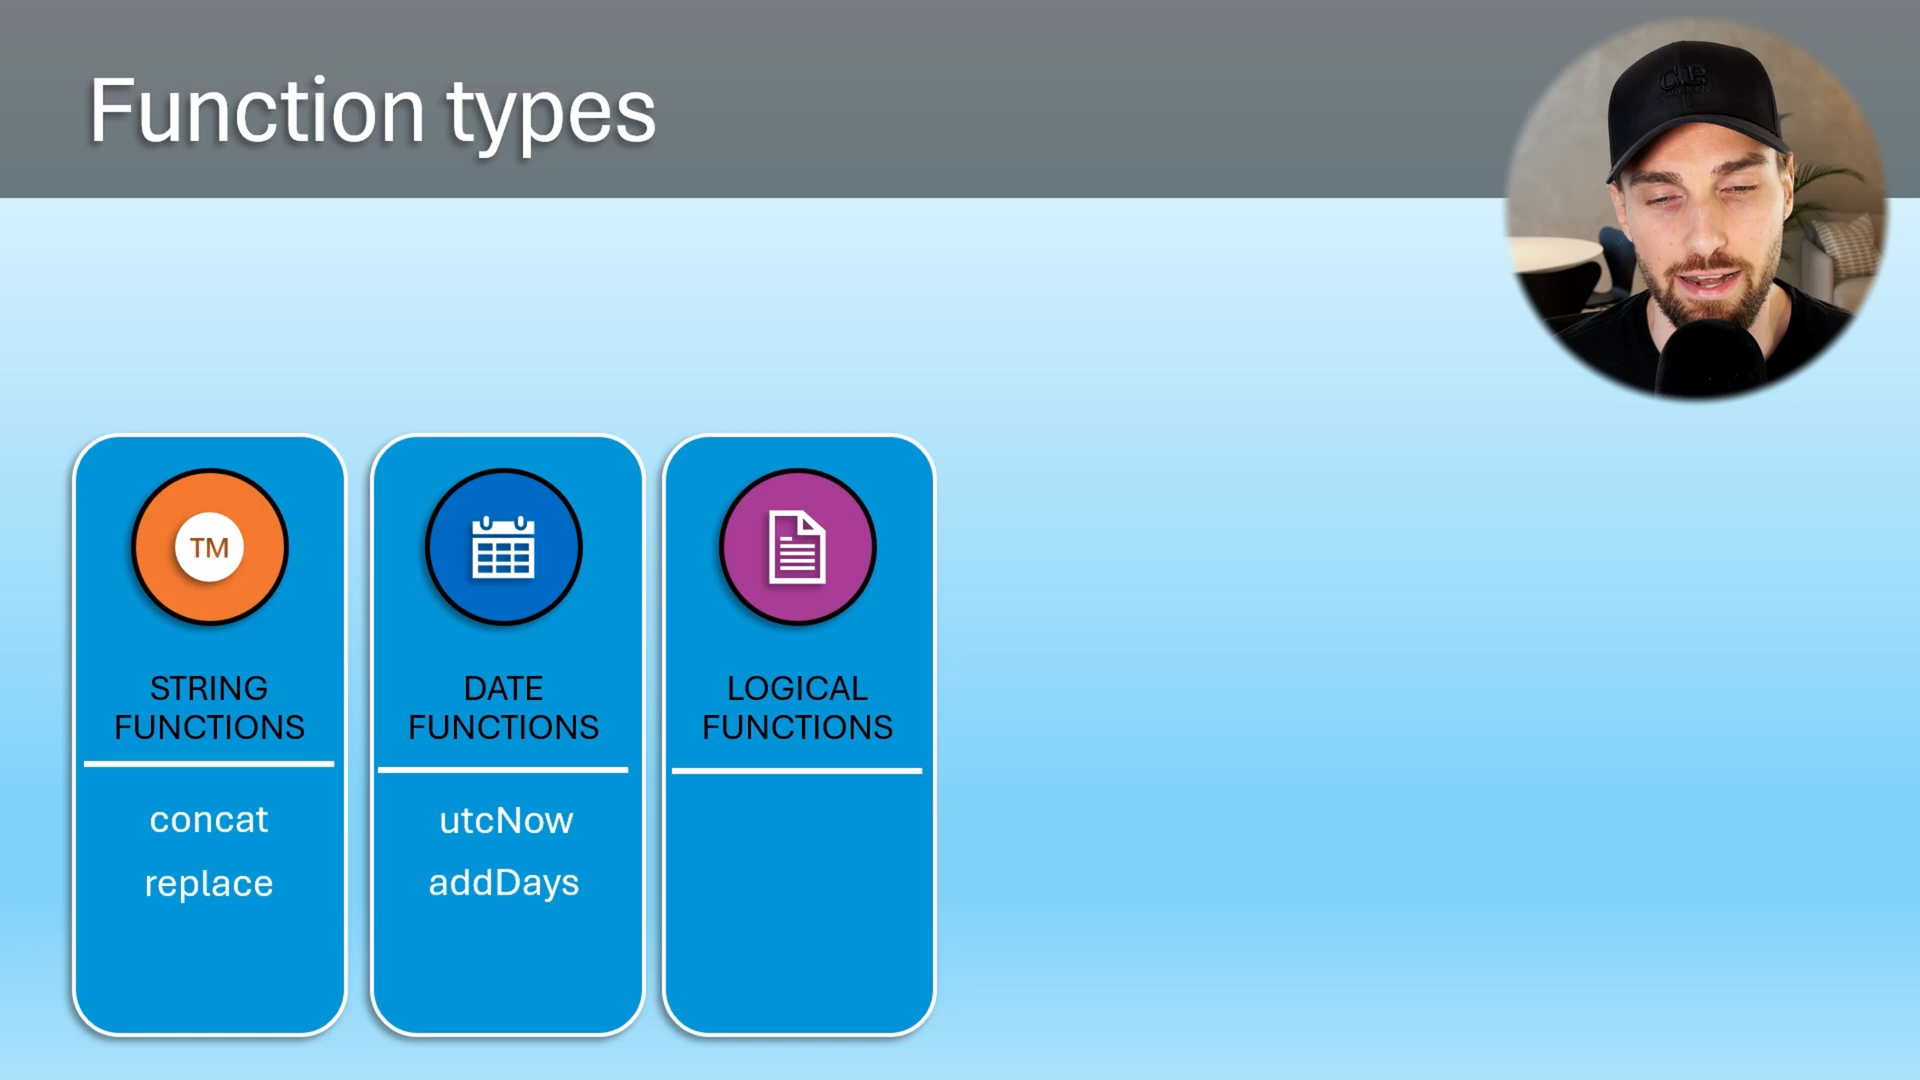 Function types
TM
STRING
FUNCTIONS
concat
replace
DATE
FUNCTIONS
utcNow
addDays
LOGICAL
FUNCTIONS